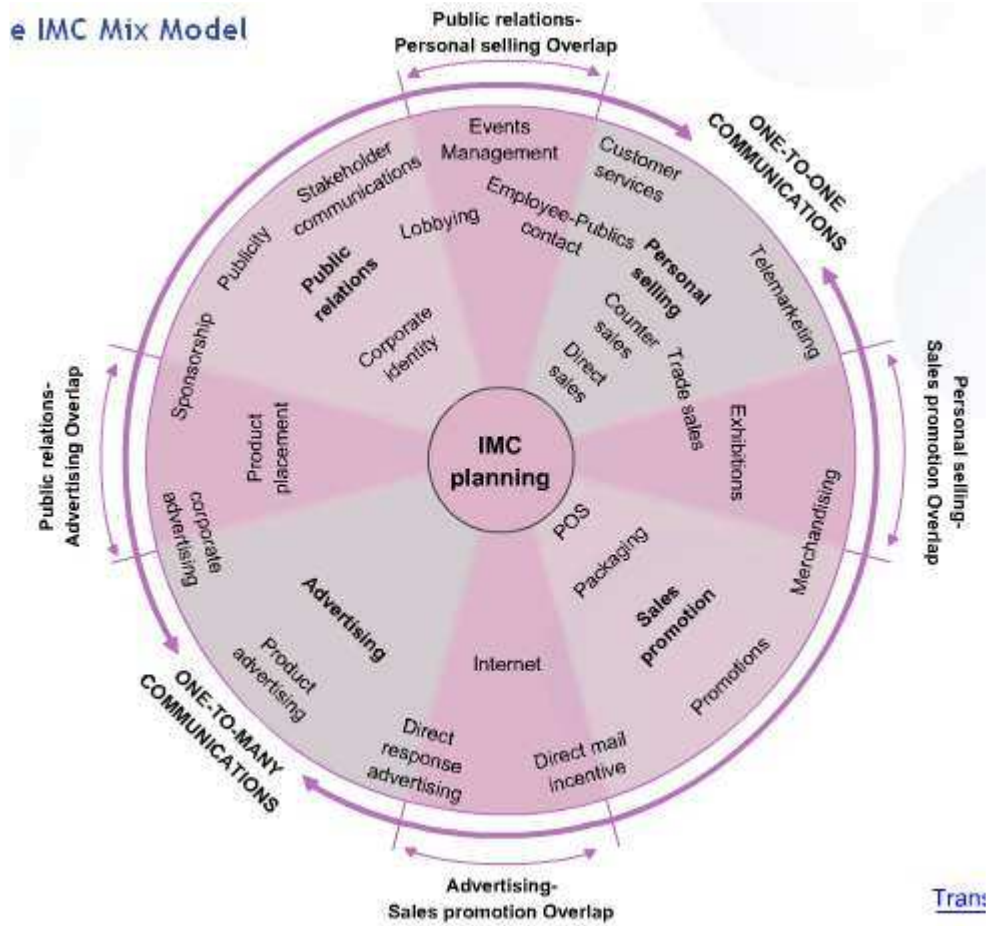 e IMC Mix Model
Public relations-
Personal selling Overlap
ONE-TO-ONE
COMMUNICATIONS
Events
Management
Customer
services
Stakeholder
communications
Employee-Publics
contact
Lobbying
Publicity
Public
relations
Personal
selling
Telemarketing
Corporate
identity
Counter
sales
Direct
sales
Trade sales
Sponsorship
Product
placement
IMC
planning
Exhibitions
Public relations-
Advertising Overlap
Personal selling-
Sales promotion Overlap
corporate
advertising
POS
Packaging
Merchandising
Advertising
Sales
promotion
Product
advertising
Internet
Promotions
Direct
response
advertising
Direct mail
incentive
ONE-TO-MANY
COMMUNICATIONS
Advertising-
Sales promotion Overlap
Trans